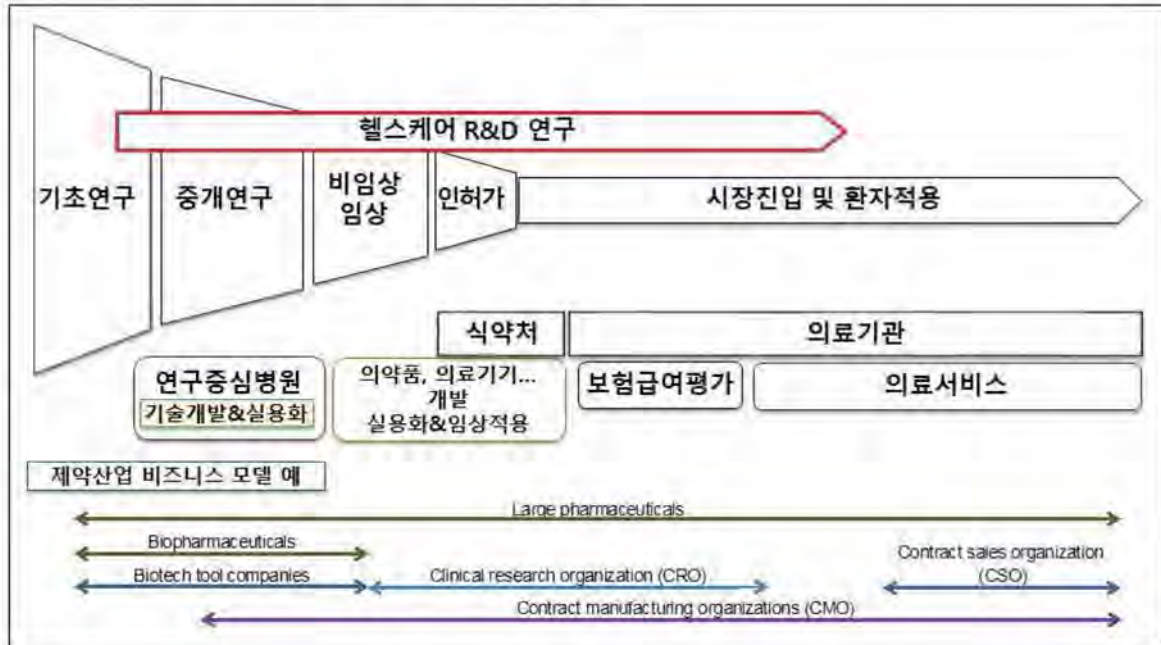 헬스케어 R&D 연구
기초연구
중개연구
비임상
임상
인허가
시장진입 및 환자적용
식약처
의료기관
연구중심병원
기술개발&실용화
의약품, 의료기기...
개발
실용화&임상적용
보험급여평가
의료서비스
제약산업 비즈니스 모델 예
Large pharmaceuticals
Biopharmaceuticals
Contract sales organization
(CSO)
Biotech tool companies
Clinical research organization (CRO)
Contract manufacturing organizations (CMO)